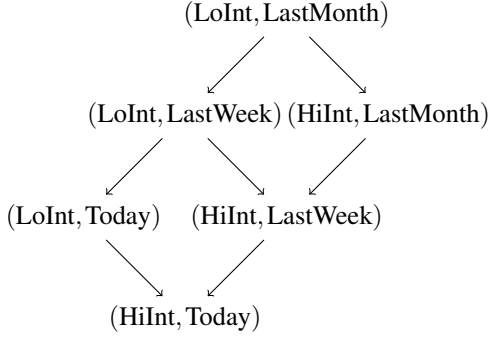 (LoInt, LastMonth)
(LoInt, LastWeek) (HiInt, LastMonth)
(LoInt, Today) (HiInt, LastWeek)
(HiInt, Today)